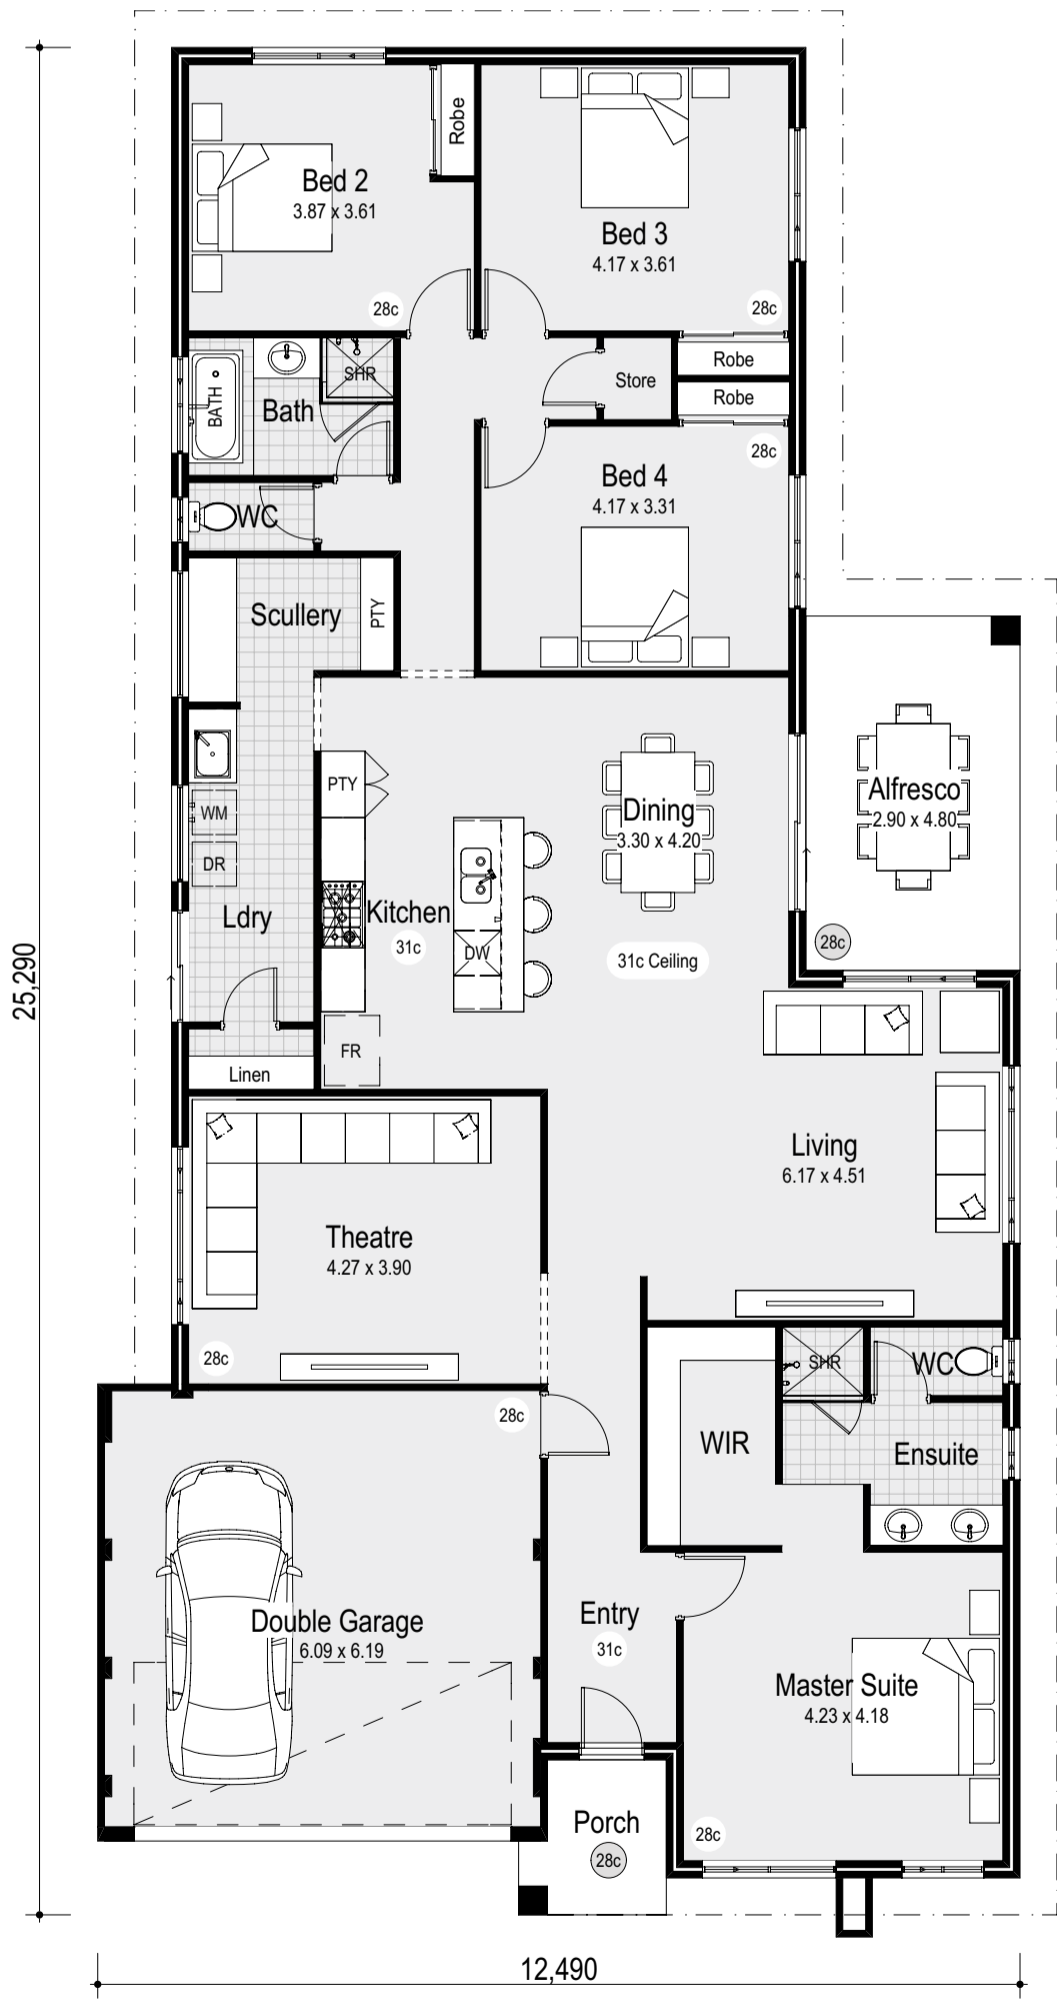 Robe
Bed 2
3.87 x 3.61
Bed 3
4.17 x 3.61
28c
28c
SHR
BATH
Bath
Store
Robe
Robe
28c
Bed 4
4.17 x 3.31
WC
Scullery
PTY
PTY
WM
DR
Ldry
Kitchen
31c
DW
Dining
3.30 x 4.20
31c Ceiling
Alfresco
2.90 x 4.80
28c
FR
Linen
25,290
Living
6.17 x 4.51
Theatre
4.27 x 3.90
28c
28c
SHR
WC
WIR
Ensuite
Double Garage
6.09 x 6.19
Entry
31c
Master Suite
4.23 x 4.18
28c
Porch
28c
12,490